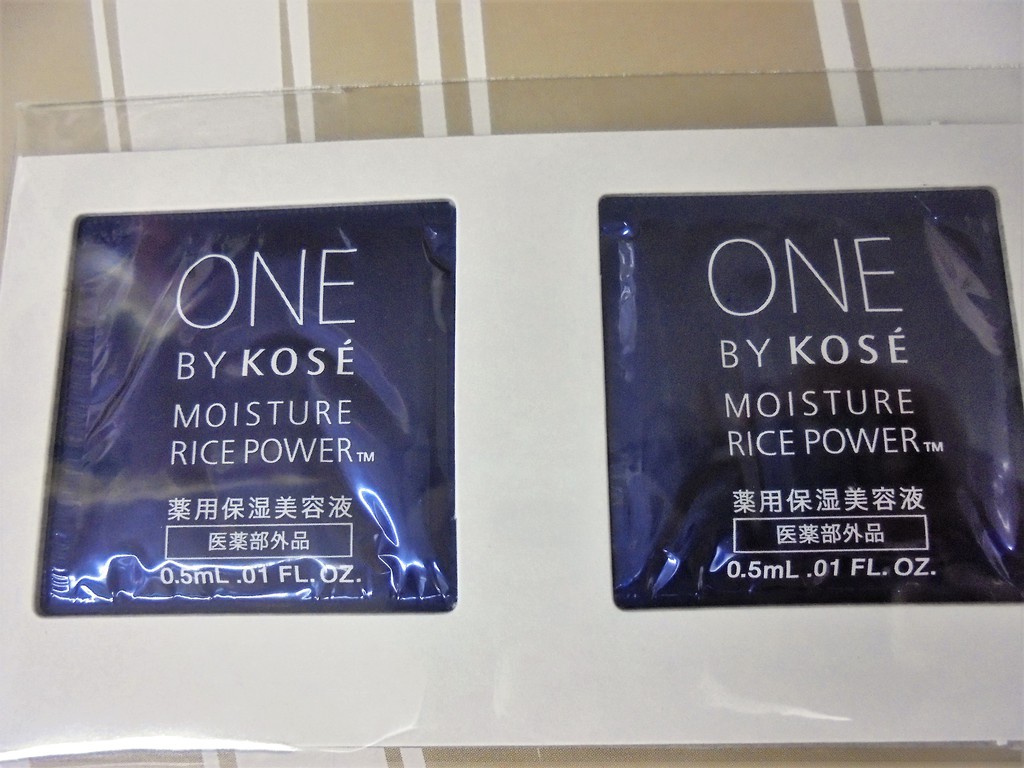 ONE
BY KOSÉ
MOISTURE
RICE POWER™
薬用保湿美容液
医薬部外品
0.5mL .01 FL. OZ.
ONE
BY KOSÉ
MOISTURE
RICE POWER™
薬用保湿美容液
医薬部外品
0.5mL .01 FL. OZ.